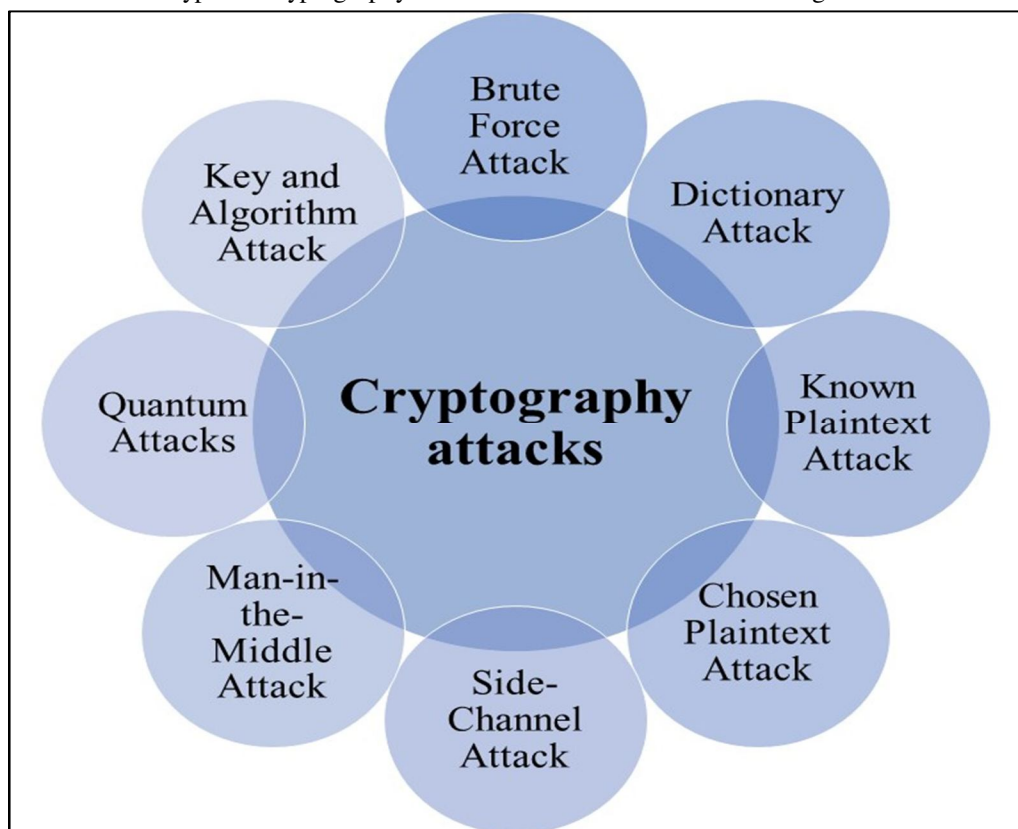 Brute
Force
Attack
Dictionary
Attack
Known
Plaintext
Attack
Chosen
Plaintext
Attack
Side-
Channel
Attack
Man-in-
the-
Middle
Attack
Quantum
Attacks
Key and
Algorithm
Attack
Cryptography
attacks